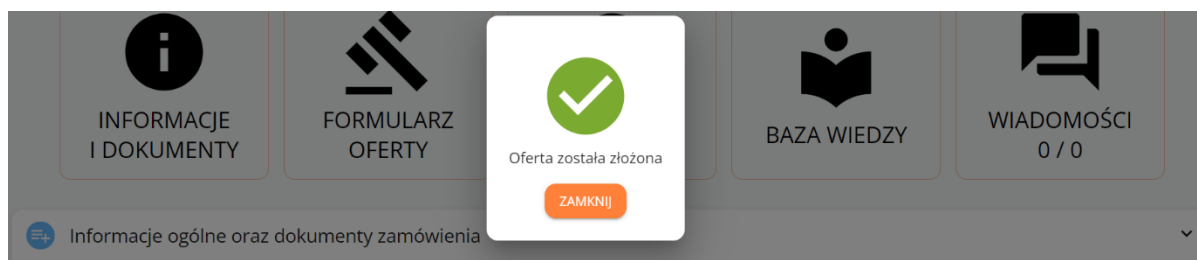 INFORMACJE
I DOKUMENTY
FORMULARZ
OFERTY
Oferta została złożona
ZAMKNIJ
BAZA WIEDZY
WIADOMOŚCI
0 / 0
Informacje ogólne oraz dokumenty zamówienia